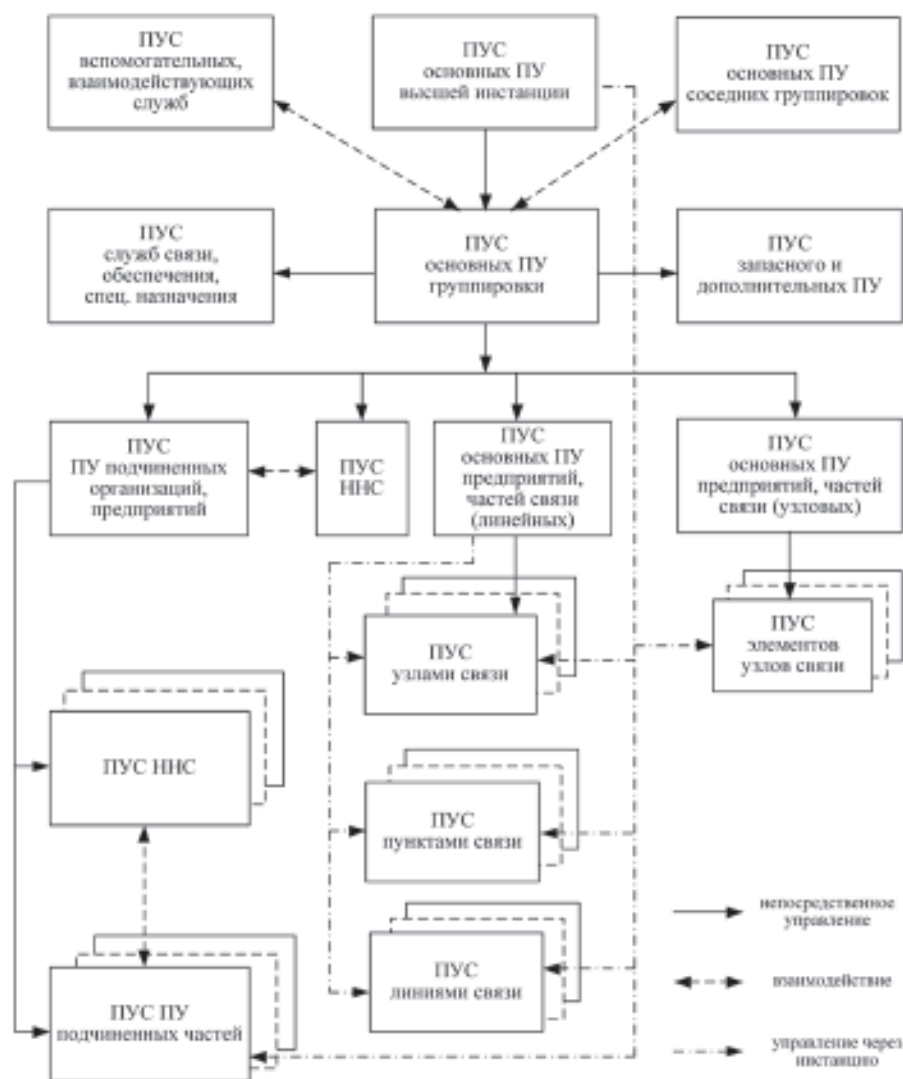 ПУС
вспомогательных,
взаимодействующих
служб
ПУС
основных ПУ
высшей инстанции
ПУС
основных ПУ
соседних группировок
ПУС
служб связи,
обеспечения,
спец. назначения
ПУС
основных ПУ
группировки
ПУС
запасного и
дополнительных ПУ
ПУС
ПУ подчиненных
организаций,
предприятий
ПУС
ННС
ПУС
основных ПУ
предприятий,
частей связи
(линейных)
ПУС
основных ПУ
предприятий, частей
связи (узловых)
ПУС
узлами связи
ПУС
элементов
узлов связи
ПУС ННС
ПУС
пунктами связи
ПУС
линиями связи
ПУС ПУ
подчиненных частей
непосредственное
управление
взаимодействие
управление через
инстанцию